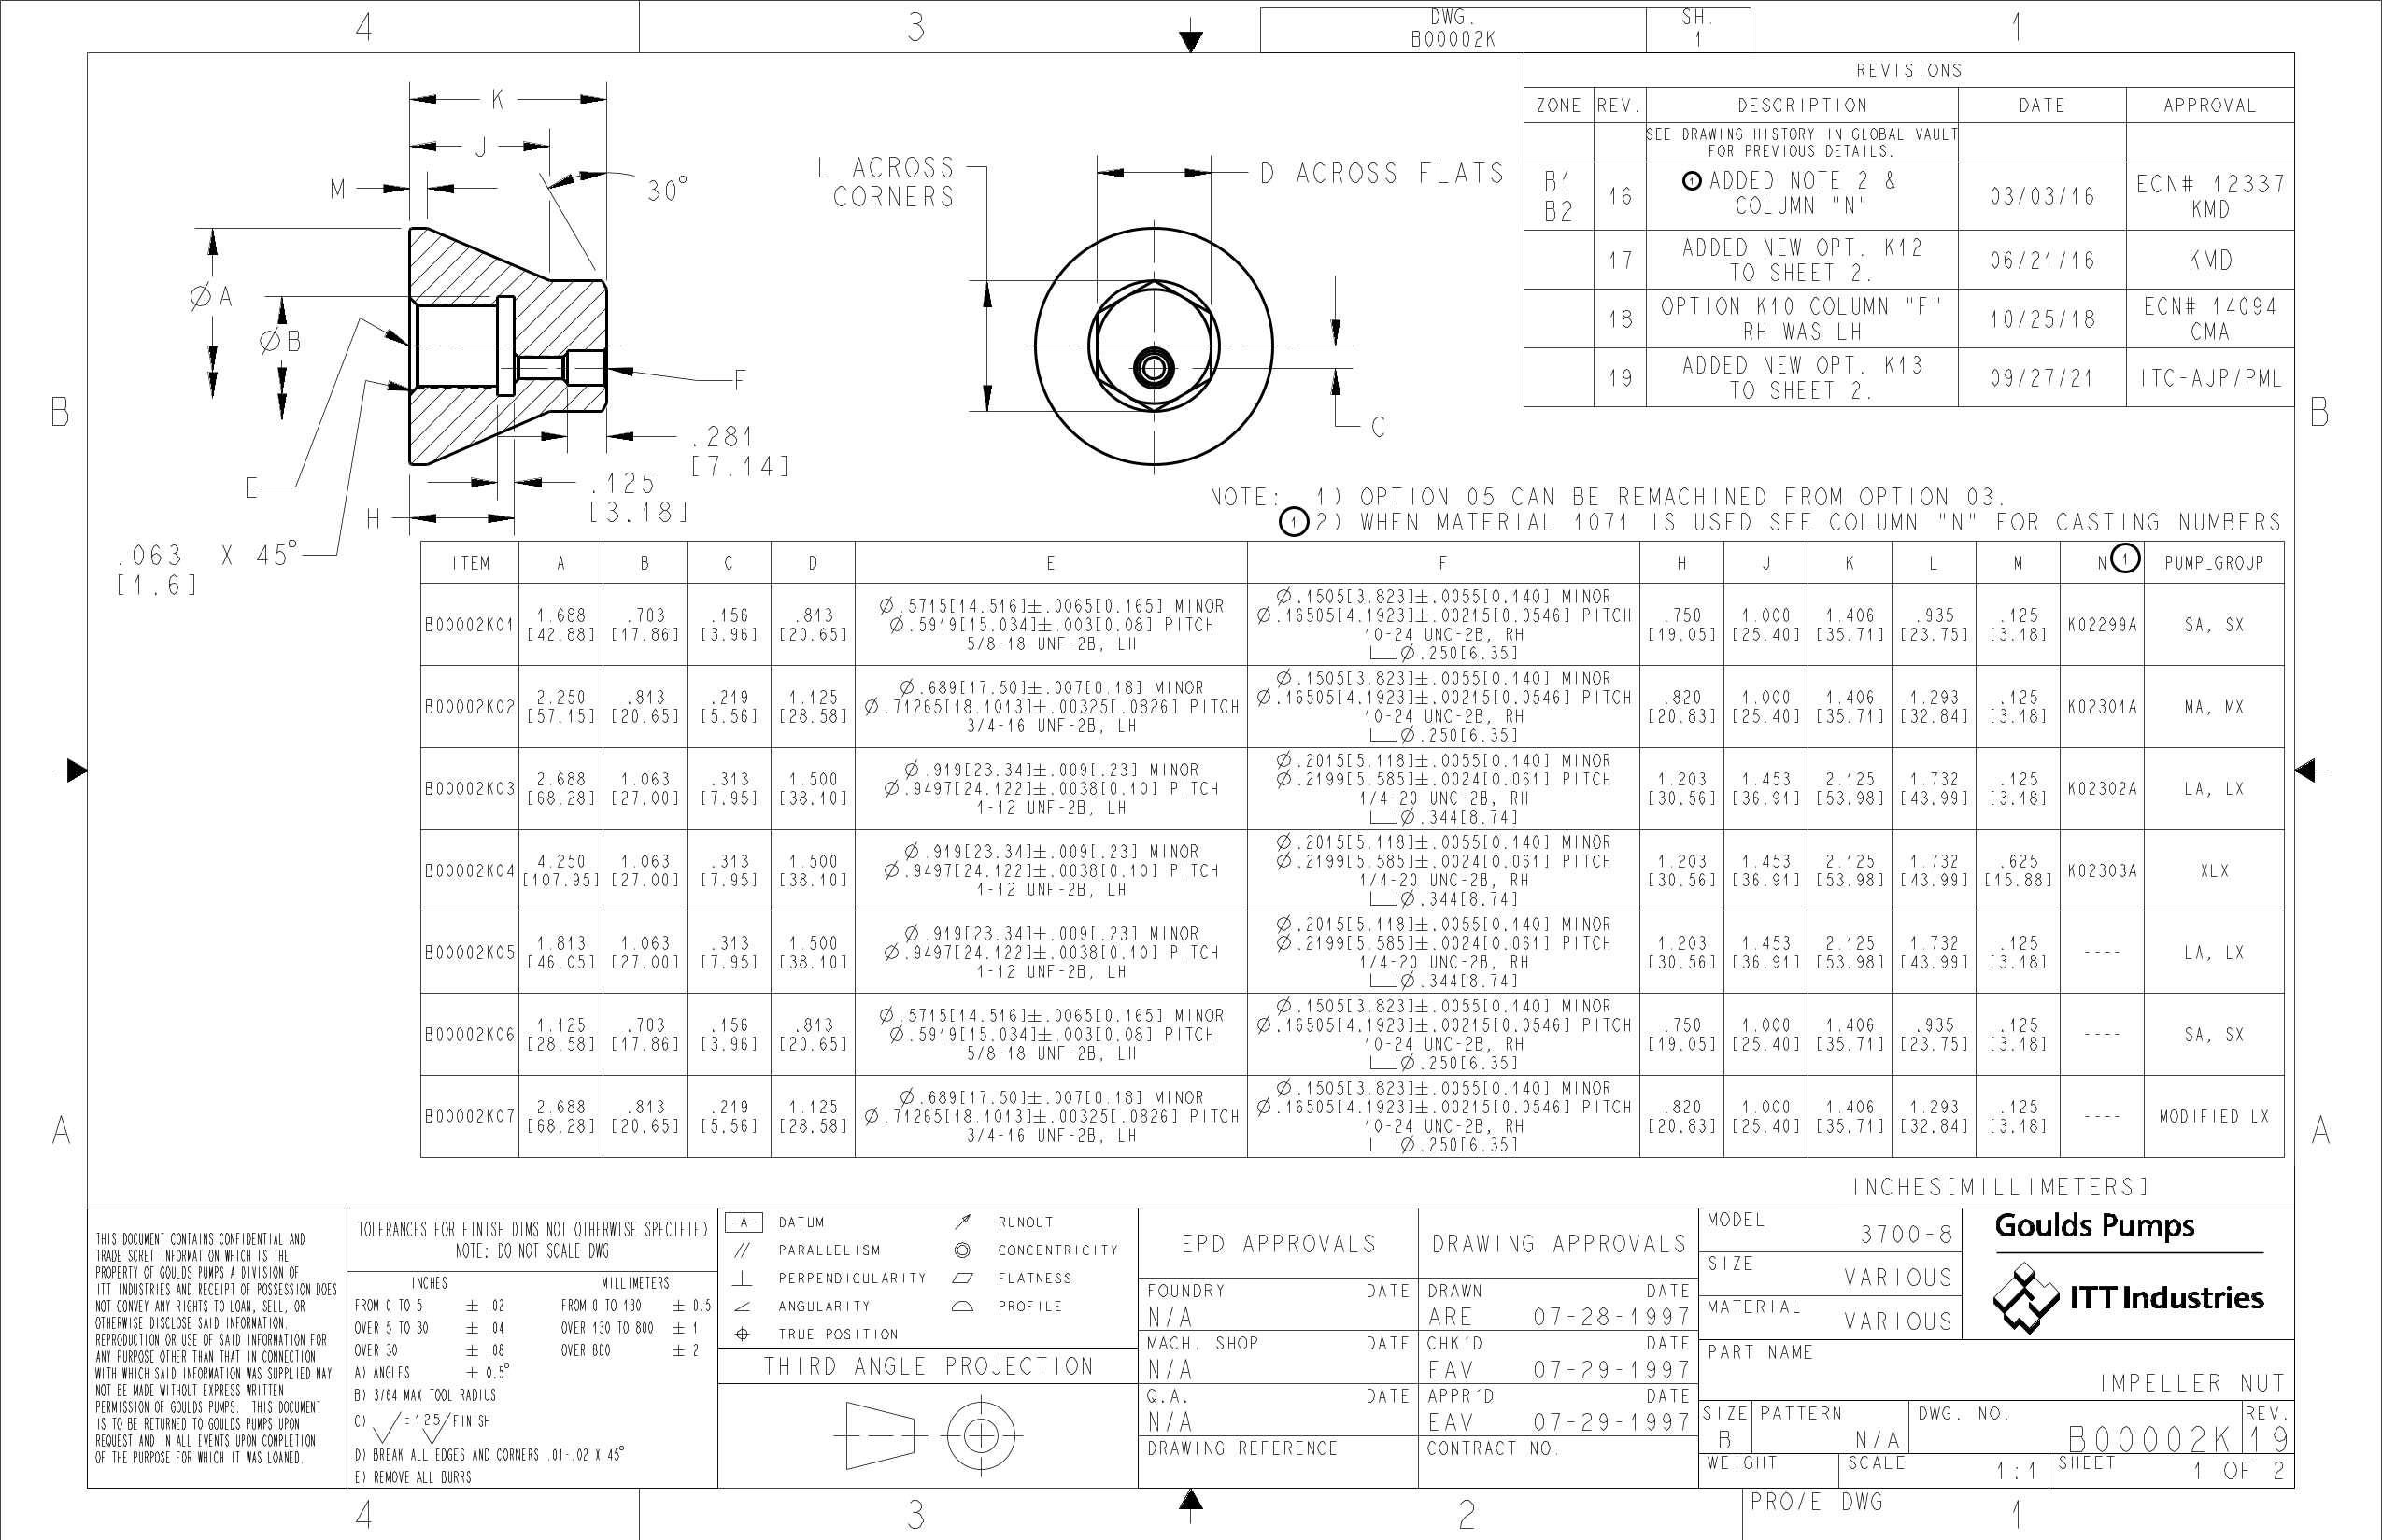 4
3
DWG.
B00002K
SH.
1
1
REVISIONS
ZONE REV. DESCRIPTION DATE APPROVAL
SEE DRAWING HISTORY IN GLOBAL VAULT
FOR PREVIOUS DETAILS.
B1
B2
16
1 ADDED NOTE 2 &
COLUMN "N"
03/03/16
ECN# 12337
KMD
17
ADDED NEW OPT. K12
TO SHEET 2.
06/21/16
KMD
18
OPTION K10 COLUMN "F"
RH WAS LH
10/25/18
ECN# 14094
CMA
19
ADDED NEW OPT. K13
TO SHEET 2.
09/27/21
ITC-AJP/PML
K
J
M
30°
ØA
ØB
F
E
H
.281
[7.14]
.125
[3.18]
.063 X 45°
[1.6]
L ACROSS
CORNERS
D ACROSS FLATS
C
B
B
NOTE: 1) OPTION 05 CAN BE REMACHINED FROM OPTION 03.
1 2) WHEN MATERIAL 1071 IS USED SEE COLUMN "N" FOR CASTING NUMBERS
ITEM A B C D E F H J K L M N 1 PUMP_GROUP
B00002K01
1.688
[42.88]
.703
[17.86]
.156
[3.96]
.813
[20.65]
Ø.5715[14.516]±.0065[0.165] MINOR
Ø.5919[15.034]±.003[0.08] PITCH
5/8-18 UNF-2B, LH
Ø.1505[3.823]±.0055[0.140] MINOR
Ø.16505[4.1923]±.00215[0.0546] PITCH
10-24 UNC-2B, RH
⌴Ø.250[6.35]
.750
[19.05]
1.000
[25.40]
1.406
[35.71]
.935
[23.75]
.125
[3.18]
K02299A
SA, SX
B00002K02
2.250
[57.15]
.813
[20.65]
.219
[5.56]
1.125
[28.58]
Ø.689[17.50]±.007[0.18] MINOR
Ø.71265[18.1013]±.00325[.0826] PITCH
3/4-16 UNF-2B, LH
Ø.1505[3.823]±.0055[0.140] MINOR
Ø.16505[4.1923]±.00215[0.0546] PITCH
10-24 UNC-2B, RH
⌴Ø.250[6.35]
.820
[20.83]
1.000
[25.40]
1.406
[35.71]
1.293
[32.84]
.125
[3.18]
K02301A
MA, MX
B00002K03
2.688
[68.28]
1.063
[27.00]
.313
[7.95]
1.500
[38.10]
Ø.919[23.34]±.009[.23] MINOR
Ø.9497[24.122]±.0038[0.10] PITCH
1-12 UNF-2B, LH
Ø.2015[5.118]±.0055[0.140] MINOR
Ø.2199[5.585]±.0024[0.061] PITCH
1/4-20 UNC-2B, RH
⌴Ø.344[8.74]
1.203
[30.56]
1.453
[36.91]
2.125
[53.98]
1.732
[43.99]
.125
[3.18]
K02302A
LA, LX
B00002K04
4.250
[107.95]
1.063
[27.00]
.313
[7.95]
1.500
[38.10]
Ø.919[23.34]±.009[.23] MINOR
Ø.9497[24.122]±.0038[0.10] PITCH
1-12 UNF-2B, LH
Ø.2015[5.118]±.0055[0.140] MINOR
Ø.2199[5.585]±.0024[0.061] PITCH
1/4-20 UNC-2B, RH
⌴Ø.344[8.74]
1.203
[30.56]
1.453
[36.91]
2.125
[53.98]
1.732
[43.99]
.625
[15.88]
K02303A
XLX
B00002K05
1.813
[46.05]
1.063
[27.00]
.313
[7.95]
1.500
[38.10]
Ø.919[23.34]±.009[.23] MINOR
Ø.9497[24.122]±.0038[0.10] PITCH
1-12 UNF-2B, LH
Ø.2015[5.118]±.0055[0.140] MINOR
Ø.2199[5.585]±.0024[0.061] PITCH
1/4-20 UNC-2B, RH
⌴Ø.344[8.74]
1.203
[30.56]
1.453
[36.91]
2.125
[53.98]
1.732
[43.99]
.125
[3.18]
----
LA, LX
B00002K06
1.125
[28.58]
.703
[17.86]
.156
[3.96]
.813
[20.65]
Ø.5715[14.516]±.0065[0.165] MINOR
Ø.5919[15.034]±.003[0.08] PITCH
5/8-18 UNF-2B, LH
Ø.1505[3.823]±.0055[0.140] MINOR
Ø.16505[4.1923]±.00215[0.0546] PITCH
10-24 UNC-2B, RH
⌴Ø.250[6.35]
.750
[19.05]
1.000
[25.40]
1.406
[35.71]
.935
[23.75]
.125
[3.18]
----
SA, SX
B00002K07
2.688
[68.28]
.813
[20.65]
.219
[5.56]
1.125
[28.58]
Ø.689[17.50]±.007[0.18] MINOR
Ø.71265[18.1013]±.00325[.0826] PITCH
3/4-16 UNF-2B, LH
Ø.1505[3.823]±.0055[0.140] MINOR
Ø.16505[4.1923]±.00215[0.0546] PITCH
10-24 UNC-2B, RH
⌴Ø.250[6.35]
.820
[20.83]
1.000
[25.40]
1.406
[35.71]
1.293
[32.84]
.125
[3.18]
----
MODIFIED LX
A
A
INCHES[MILLIMETERS]
THIS DOCUMENT CONTAINS CONFIDENTIAL AND
TRADE SCRET INFORMATION WHICH IS THE
PROPERTY OF GOULDS PUMPS A DIVISION OF
ITT INDUSTRIES AND RECEIPT OF POSSESSION DOES
NOT CONVEY ANY RIGHTS TO LOAN, SELL, OR
OTHERWISE DISCLOSE SAID INFORMATION.
REPRODUCTION OR USE OF SAID INFORMATION FOR
ANY PURPOSE OTHER THAN THAT IN CONNECTION
WITH WHICH SAID INFORMATION WAS SUPPLIED MAY
NOT BE MADE WITHOUT EXPRESS WRITTEN
PERMISSION OF GOULDS PUMPS. THIS DOCUMENT
IS TO BE RETURNED TO GOULDS PUMPS UPON
REQUEST AND IN ALL EVENTS UPON COMPLETION
OF THE PURPOSE FOR WHICH IT WAS LOANED.
TOLERANCES FOR FINISH DIMS NOT OTHERWISE SPECIFIED
NOTE: DO NOT SCALE DWG
INCHES MILLIMETERS
FROM 0 TO 5 ± .02 FROM 0 TO 130 ± 0.5
OVER 5 TO 30 ± .04 OVER 130 TO 800 ± 1
OVER 30 ± .08 OVER 800 ± 2
A) ANGLES ± 0.5°
B) 3/64 MAX TOOL RADIUS
C) √ = 125/ FINISH
D) BREAK ALL EDGES AND CORNERS .01-.02 X 45°
E) REMOVE ALL BURRS
-A- DATUM
RUNOUT
PARALLELISM
CONCENTRICITY
PERPENDICULARITY
FLATNESS
ANGULARITY
PROFILE
TRUE POSITION
THIRD ANGLE PROJECTION
EPD APPROVALS
FOUNDRY DATE
N/A
MACH. SHOP DATE
N/A
Q.A. DATE
N/A
DRAWING REFERENCE
DRAWING APPROVALS
DRAWN DATE
ARE 07-28-1997
CHK'D DATE
EAV 07-29-1997
APPR'D DATE
EAV 07-29-1997
CONTRACT NO.
MODEL
3700-8
SIZE
VARIOUS
MATERIAL
VARIOUS
Goulds Pumps
ITT Industries
PART NAME
IMPELLER NUT
SIZE
B
PATTERN
N/A
DWG. NO.
B00002K
REV.
19
WEIGHT
SCALE
1:1
SHEET
1 OF 2
4
3
2
PRO/E DWG
1